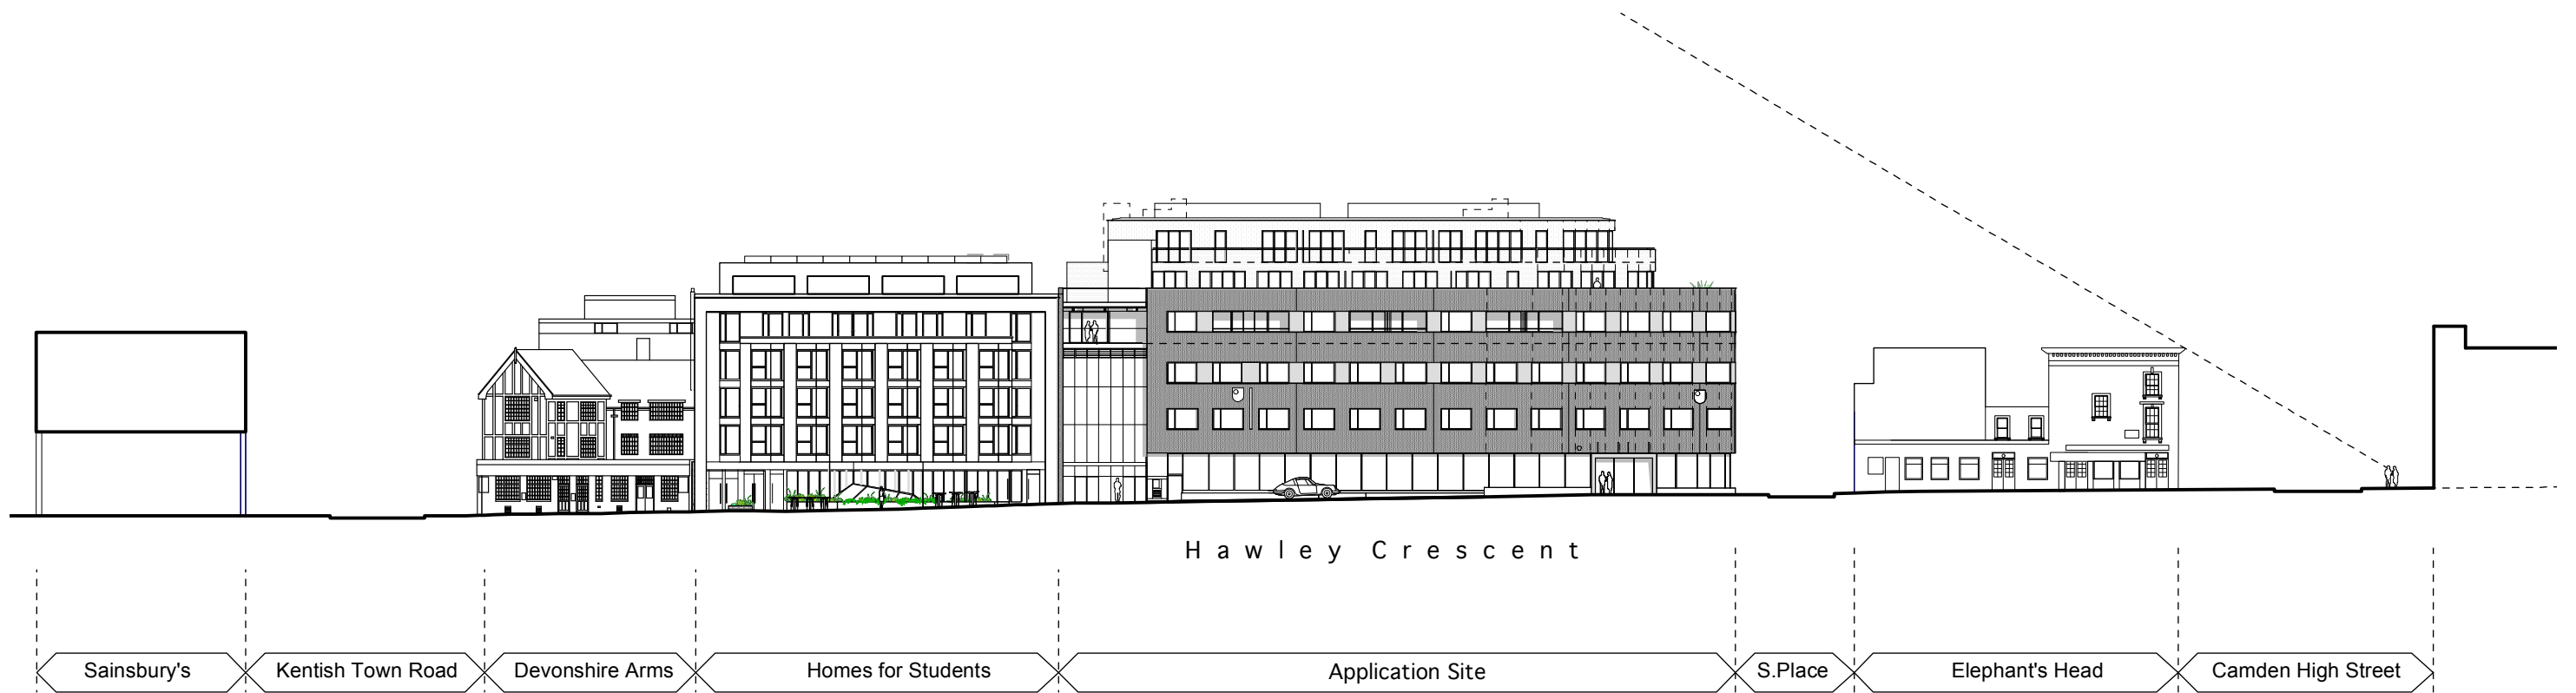 Hawley Crescent
Sainsbury's
Kentish Town Road
Devonshire Arms
Homes for Students
Application Site
S.Place
Elephant's Head
Camden High Street